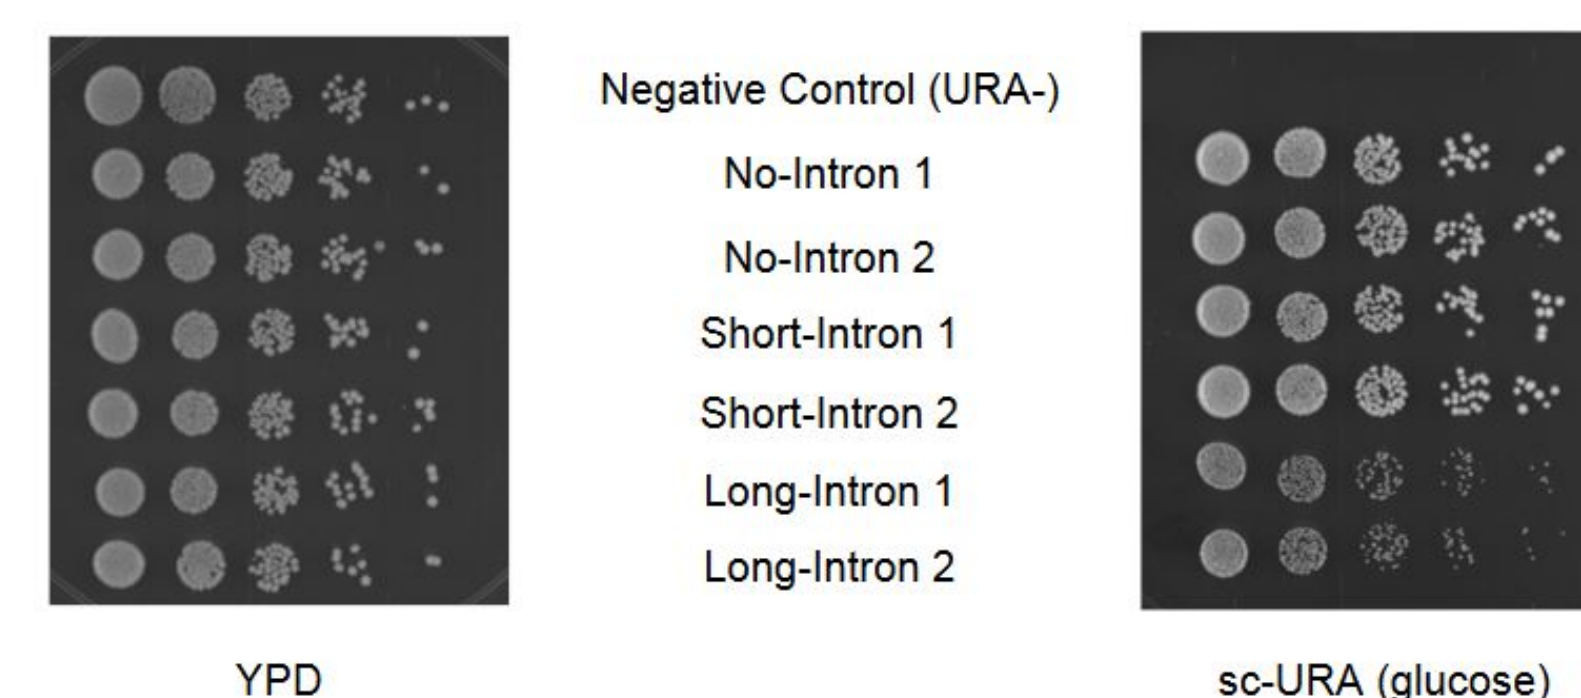 Negative Control (URA-)
No-Intron 1
No-Intron 2
Short-Intron 1
Short-Intron 2
Long-Intron 1
Long-Intron 2
YPD
sc-URA (glucose)